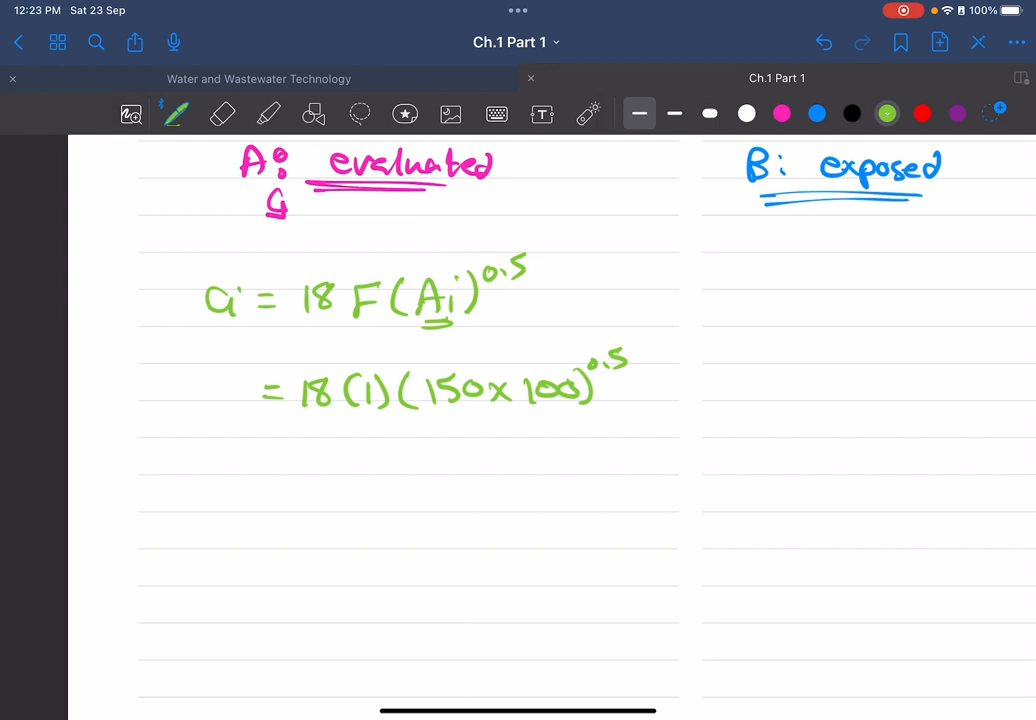 12:23 PM Sat 23 Sep
100%
Ch.1 Part 1
Water and Wastewater Technology
Ch.1 Part 1
A: evaluated
B: exposed
Ci = 18 F (Ai)^0.5
= 18 (1) (150 x 100)^0.5